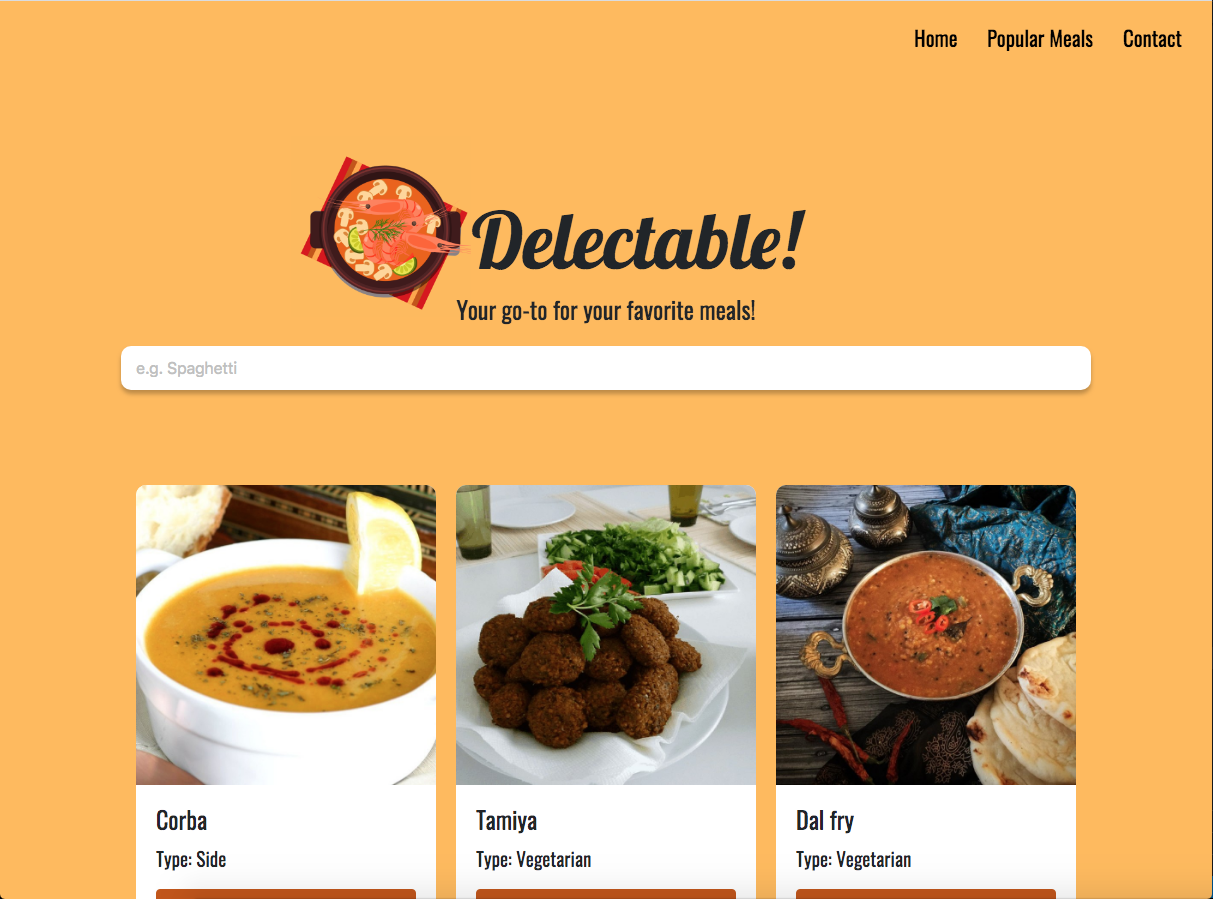 Home
Popular Meals
Contact
Delectable!
Your go-to for your favorite meals!
e.g. Spaghetti
Corba
Type: Side
Tamiya
Type: Vegetarian
Dal fry
Type: Vegetarian